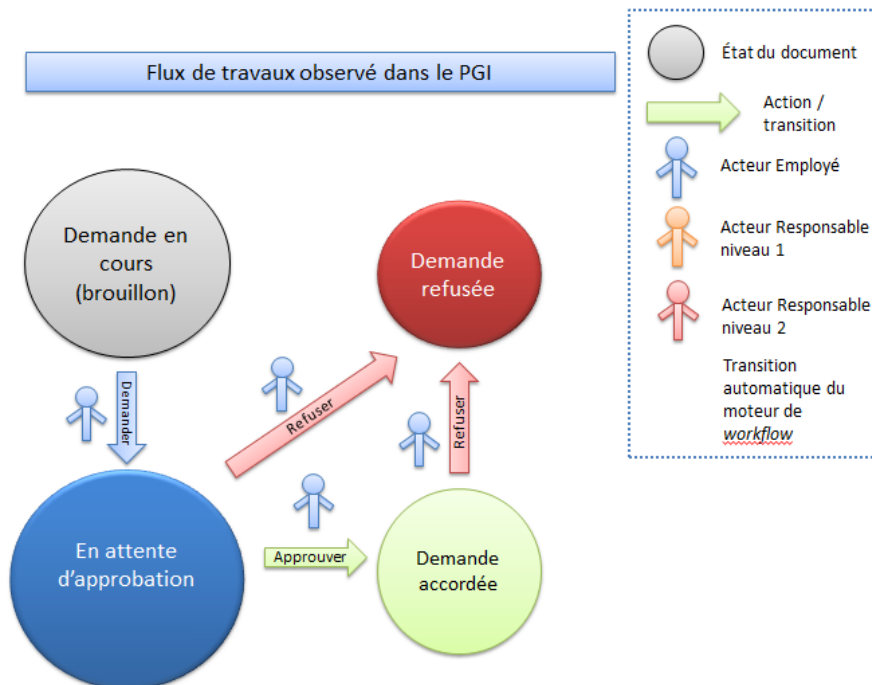 Flux de travaux observé dans le PGI
Demande en
cours
(brouillon)
Demande
refusée
Demander
Refuser
Refuser
En attente
d’approbation
Approuver
Demande
accordée
État du document
Action /
transition
Acteur Employé
Acteur Responsable
niveau 1
Acteur Responsable
niveau 2
Transition
automatique du
moteur de
workflow